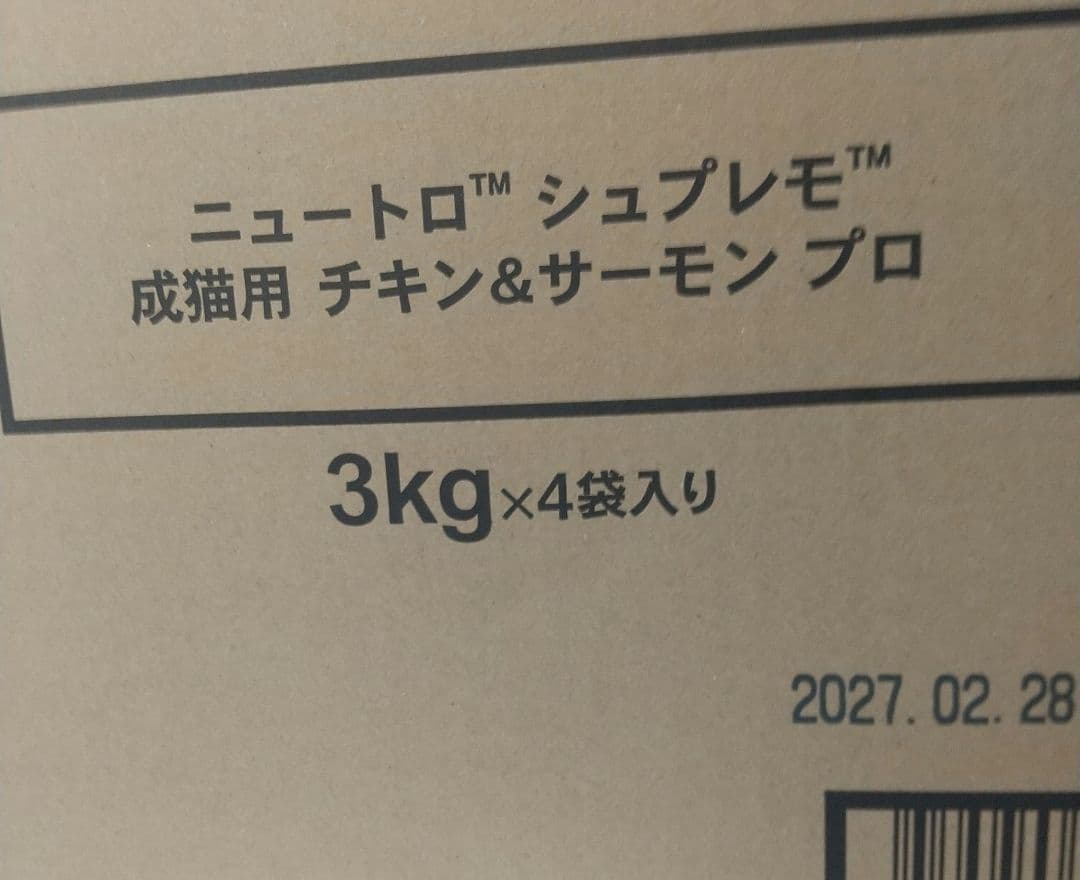 ニュートロ™ シュプレモ™
成猫用 チキン&サーモン プロ
3kg×4袋入り
2027.02.28